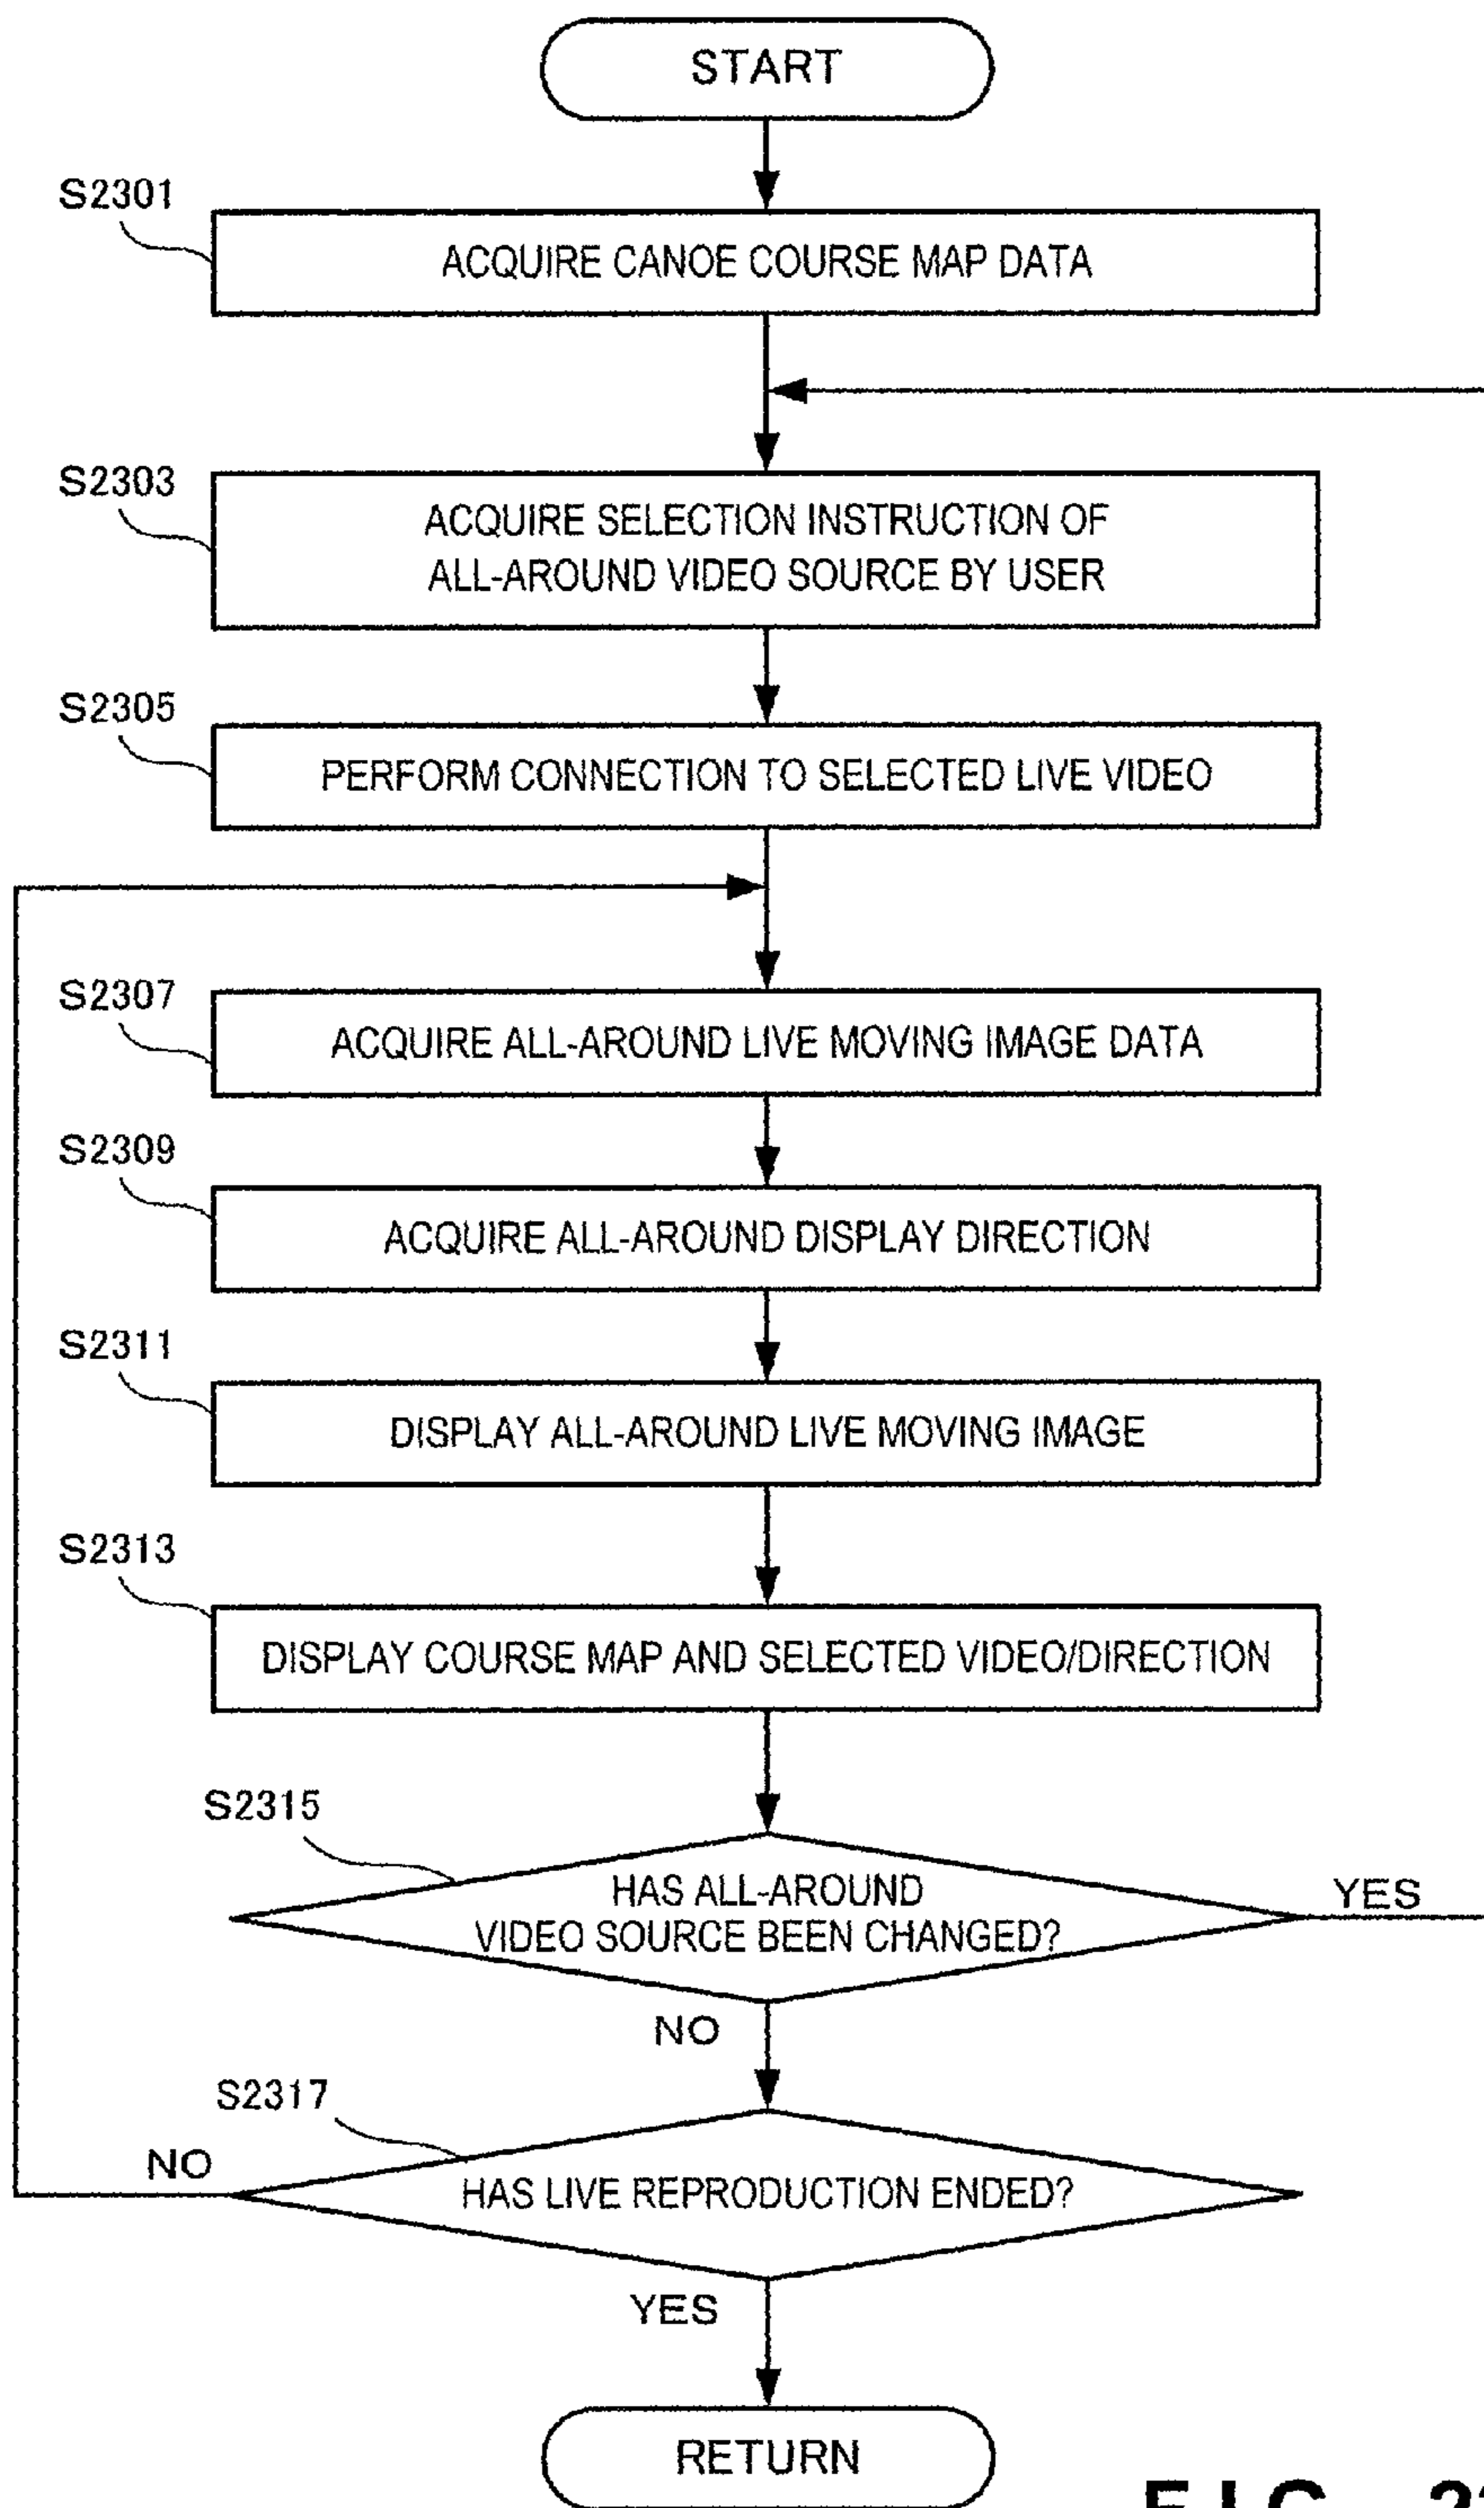 START
S2301
ACQUIRE CANOE COURSE MAP DATA
S2303
ACQUIRE SELECTION INSTRUCTION OF
ALL-AROUND VIDEO SOURCE BY USER
S2305
PERFORM CONNECTION TO SELECTED LIVE VIDEO
S2307
ACQUIRE ALL-AROUND LIVE MOVING IMAGE DATA
S2309
ACQUIRE ALL-AROUND DISPLAY DIRECTION
S2311
DISPLAY ALL-AROUND LIVE MOVING IMAGE
S2313
DISPLAY COURSE MAP AND SELECTED VIDEO/DIRECTION
S2315
HAS ALL-AROUND
VIDEO SOURCE BEEN CHANGED?
YES
NO
S2317
NO
HAS LIVE REPRODUCTION ENDED?
YES
RETURN